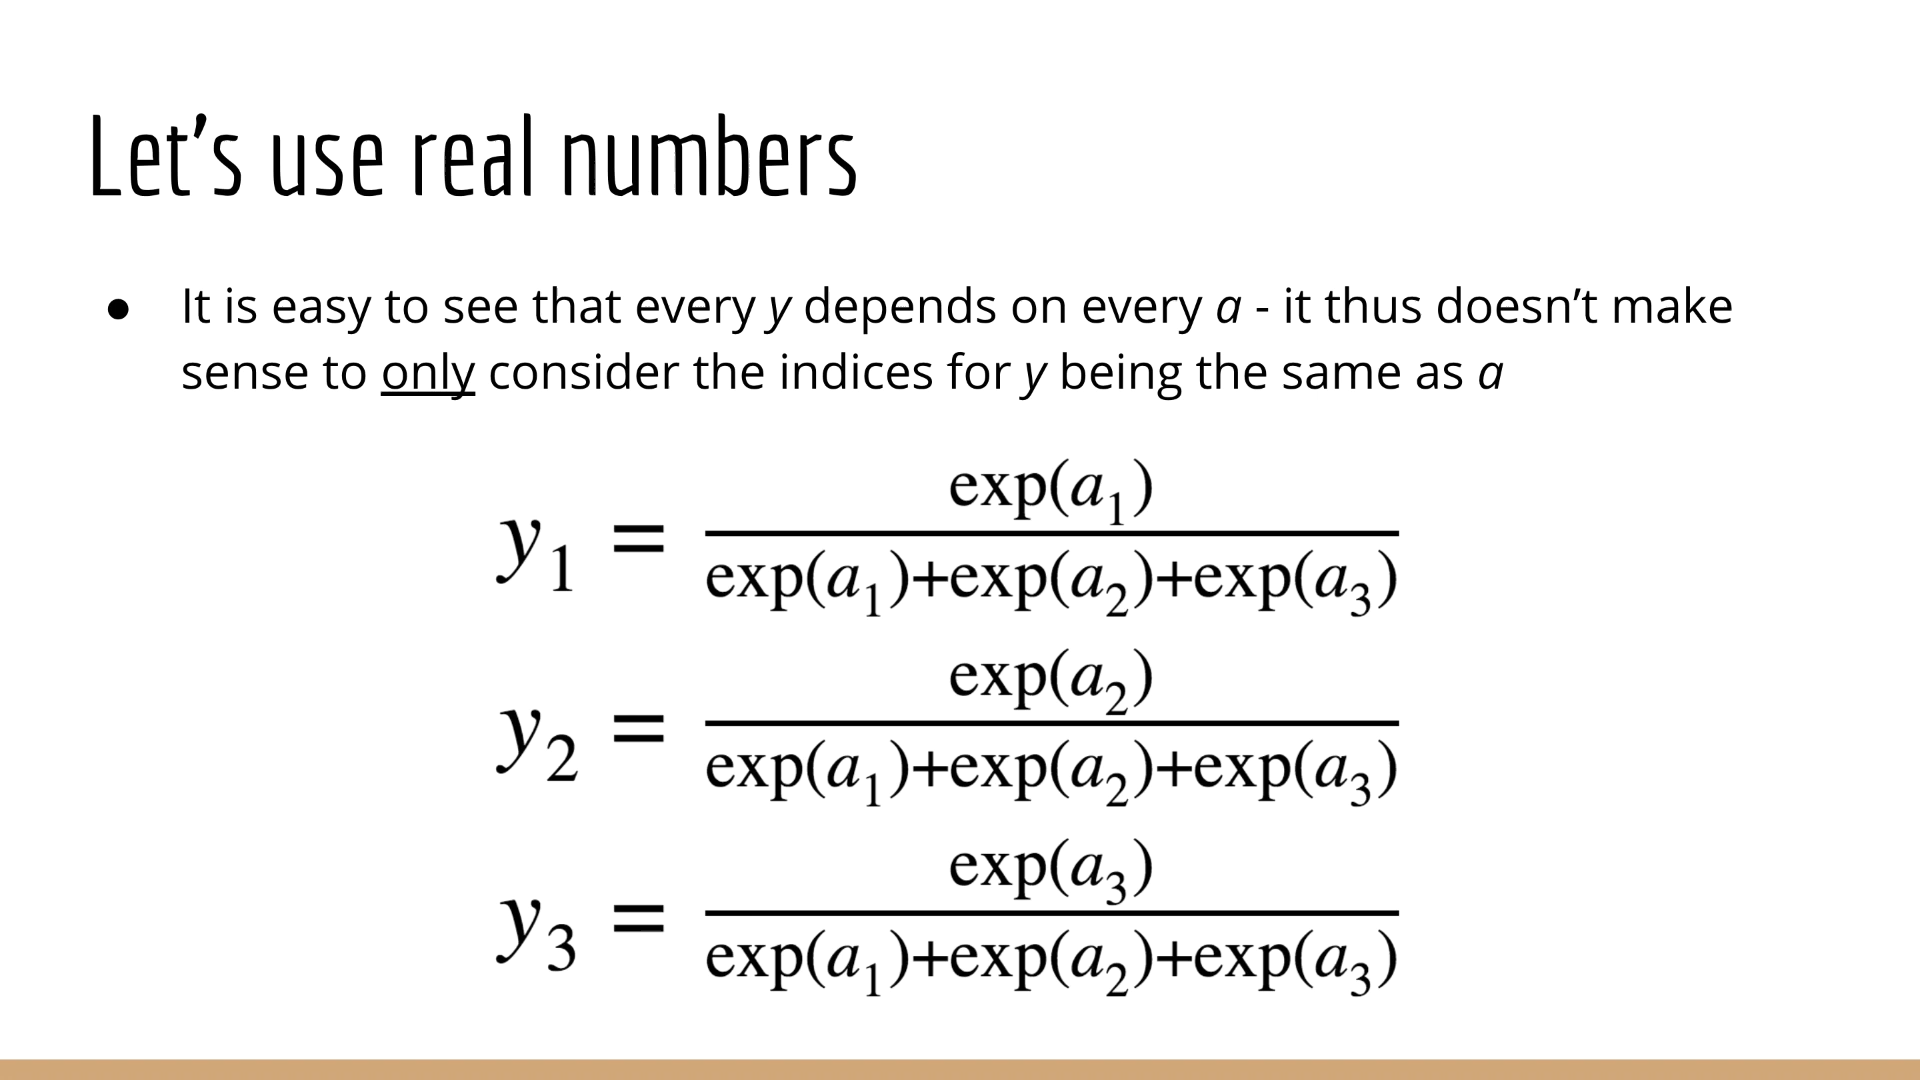 Let’s use real numbers
● It is easy to see that every y depends on every a - it thus doesn’t make
sense to only consider the indices for y being the same as a
y₁ = exp(a₁) / exp(a₁)+exp(a₂)+exp(a₃)
y₂ = exp(a₂) / exp(a₁)+exp(a₂)+exp(a₃)
y₃ = exp(a₃) / exp(a₁)+exp(a₂)+exp(a₃)